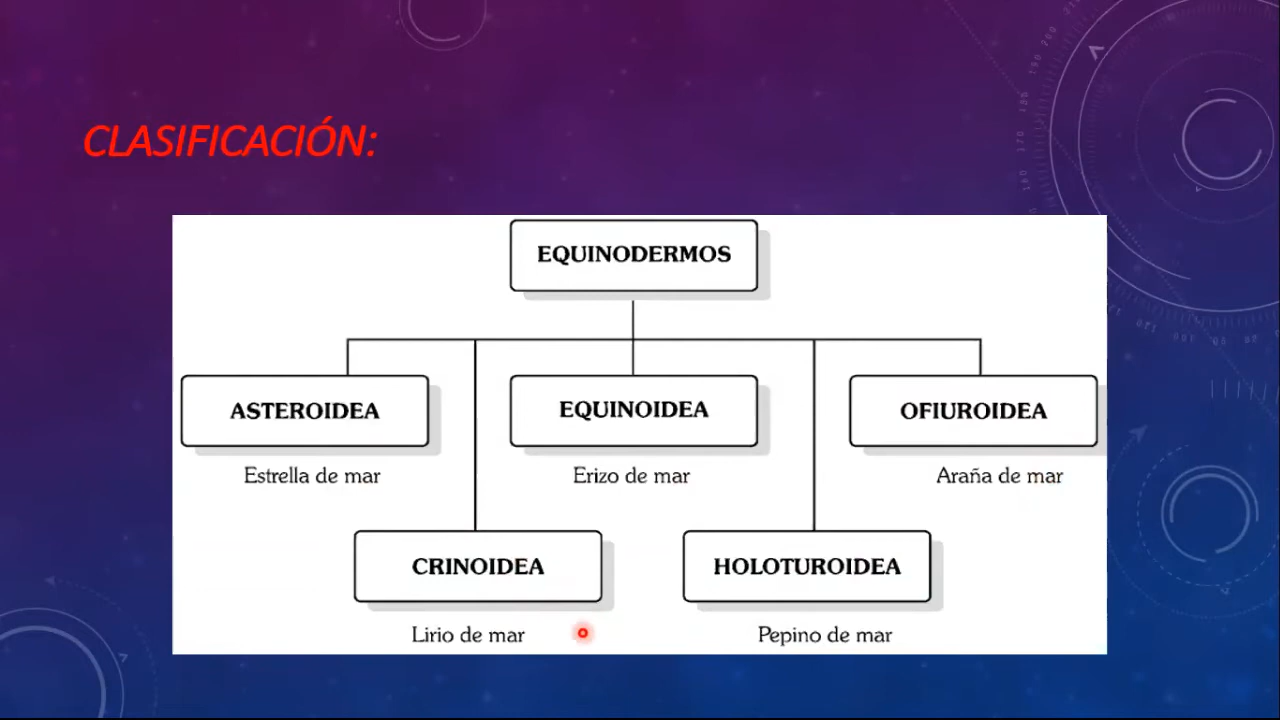 CLASIFICACIÓN:
EQUINODERMOS
ASTEROIDEA
EQUINOIDEA
OFIUROIDEA
Estrella de mar
Erizo de mar
Araña de mar
CRINOIDEA
HOLOTUROIDEA
Lirio de mar
Pepino de mar